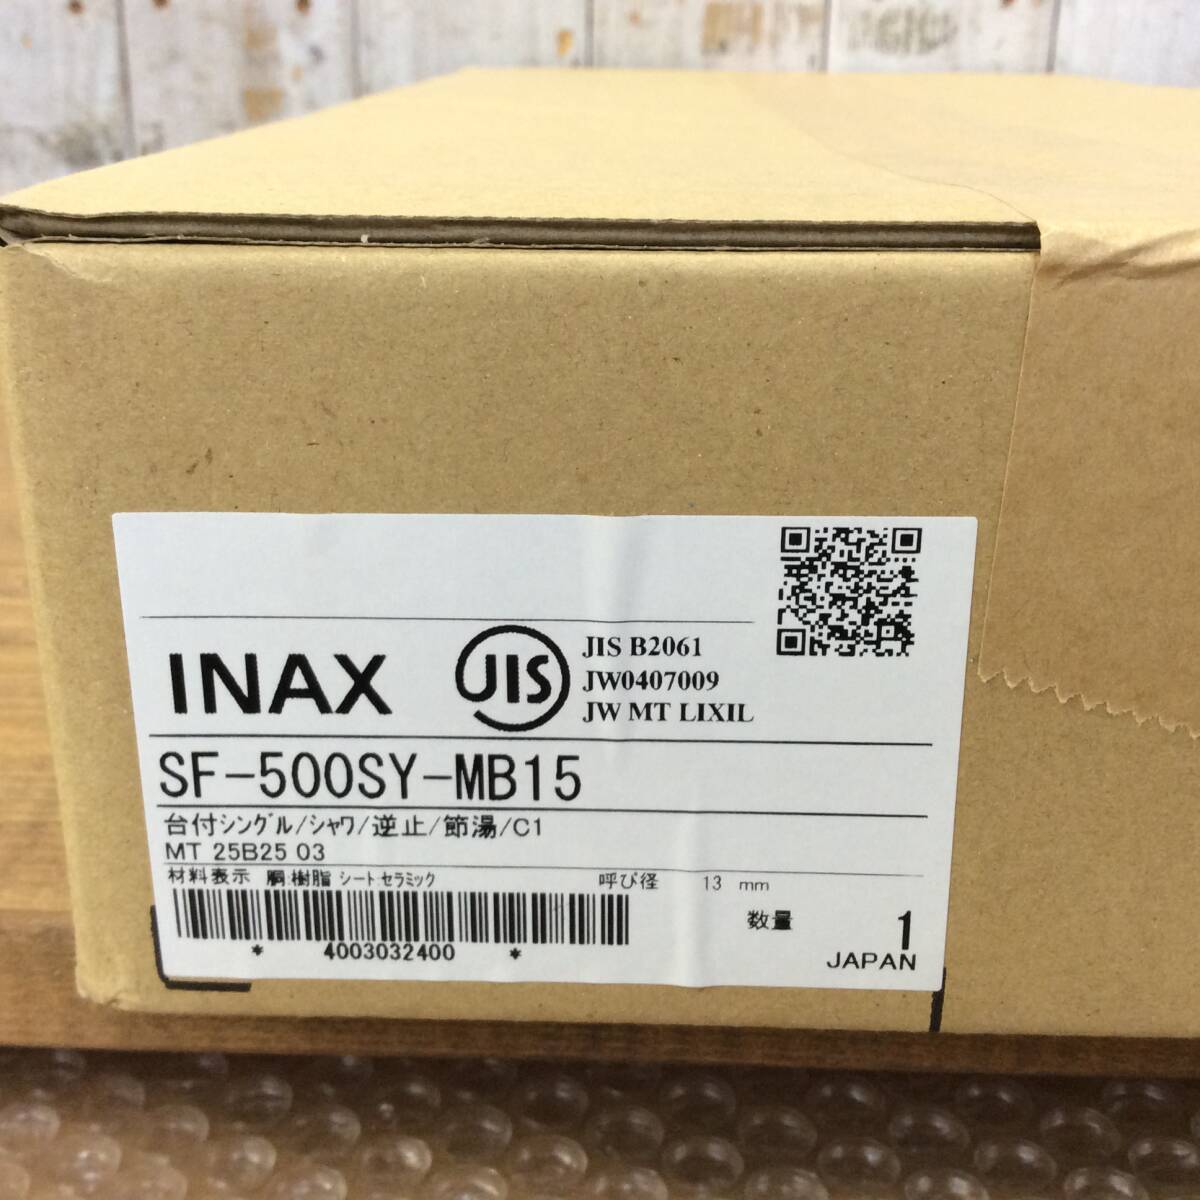 INAX
JIS
JIS B2061
JW0407009
JW MT LIXIL
SF-500SY-MB15
台付シングル/シャワ/逆止/節湯/C1
MT 25B25 03
材料表示 胴:樹脂 シート:セラミック 呼び径 13 mm
* 4003032400 *
数量 1
JAPAN